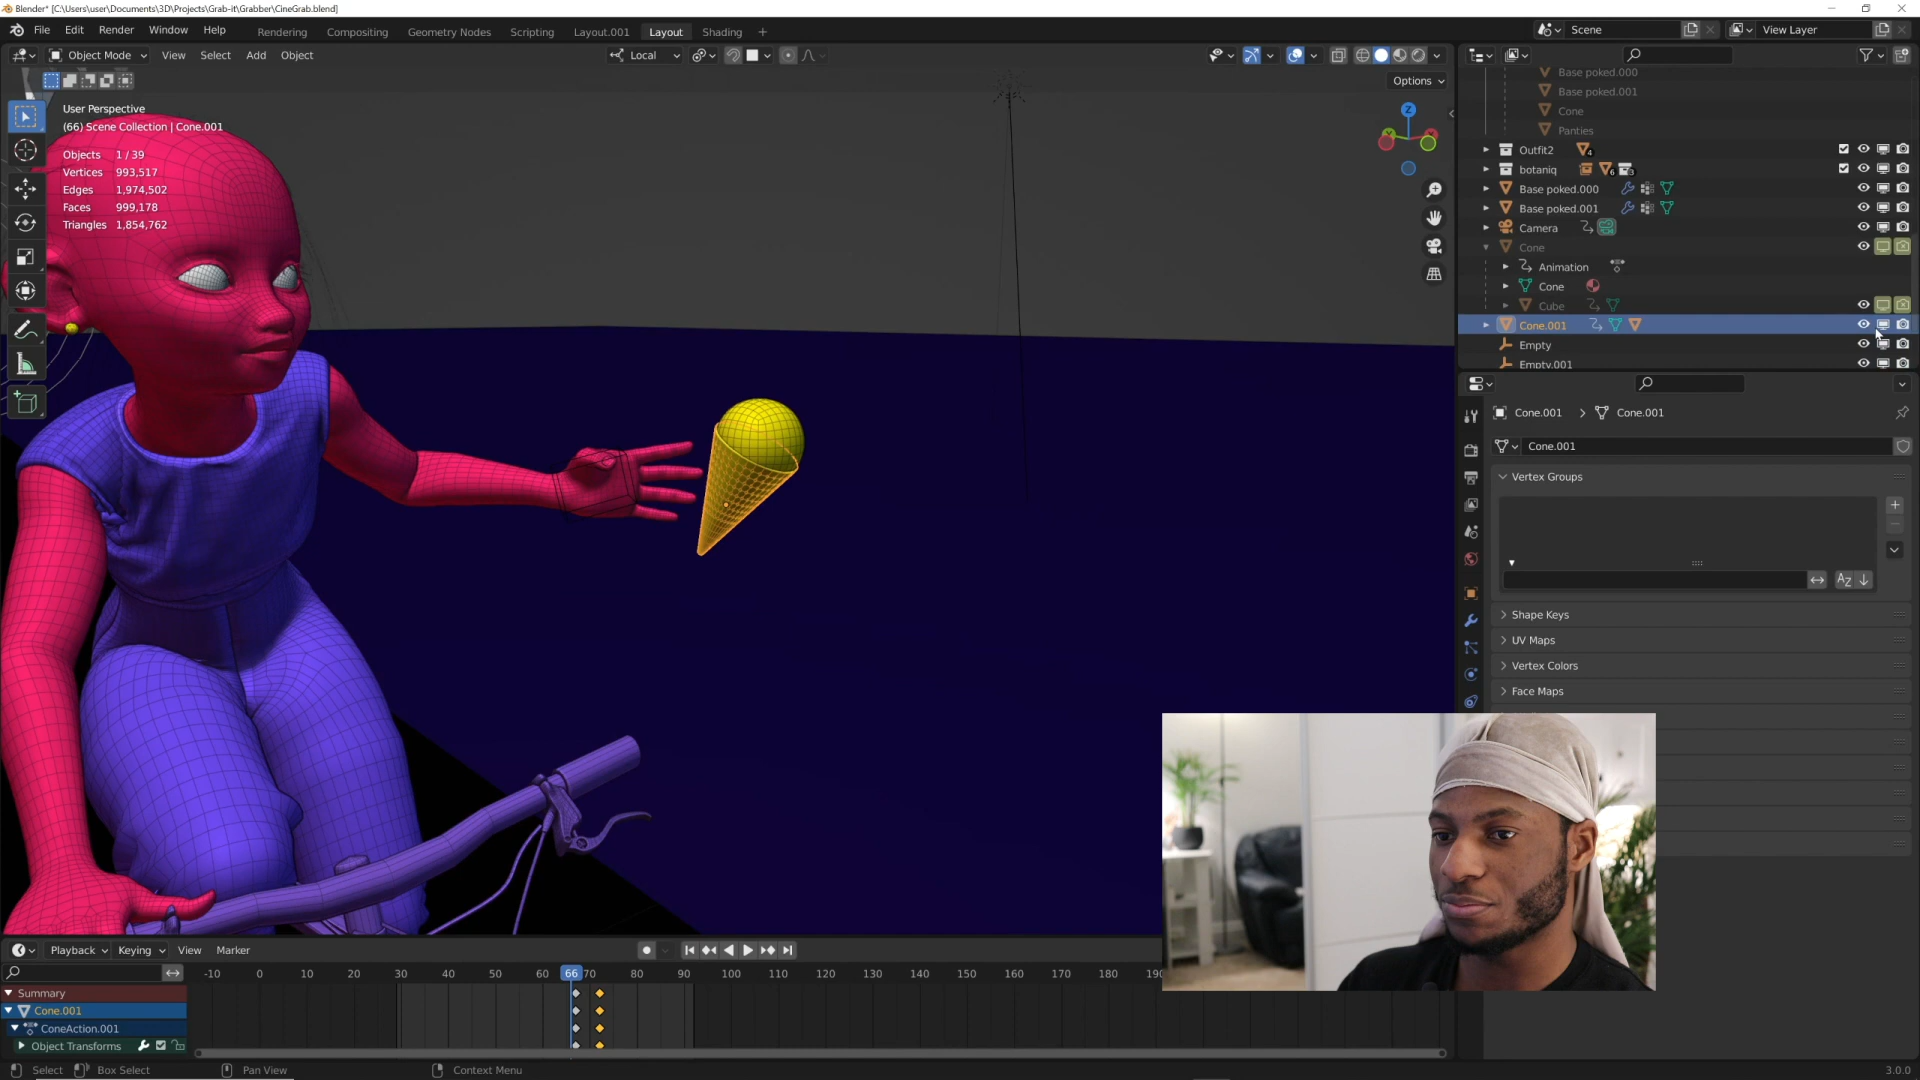 Blender* [C:\Users\user\Documents\3D\Projects\Grab-it\Grabber\CineGrab.blend]
File Edit Render Window Help
Rendering Compositing Geometry Nodes Scripting Layout.001 Layout Shading +
Scene
View Layer
Object Mode View Select Add Object
Local
Options
User Perspective
(66) Scene Collection | Cone.001
Objects 1 / 39
Vertices 993,517
Edges 1,974,502
Faces 999,178
Triangles 1,854,762
Z
Base poked.000
Base poked.001
Cone
Panties
Outfit2 4
botaniq 6 3
Base poked.000
Base poked.001
Camera
Cone
Animation
Cone
Cube
Cone.001
Empty
Empty.001
Cone.001 > Cone.001
Cone.001
Vertex Groups
Shape Keys
UV Maps
Vertex Colors
Face Maps
Playback Keying View Marker
-10 0 10 20 30 40 50 60 66 70 80 90 100 110 120 130 140 150 160 170 180 190
Summary
Cone.001
ConeAction.001
Object Transforms
Select Box Select Pan View Context Menu
3.0.0